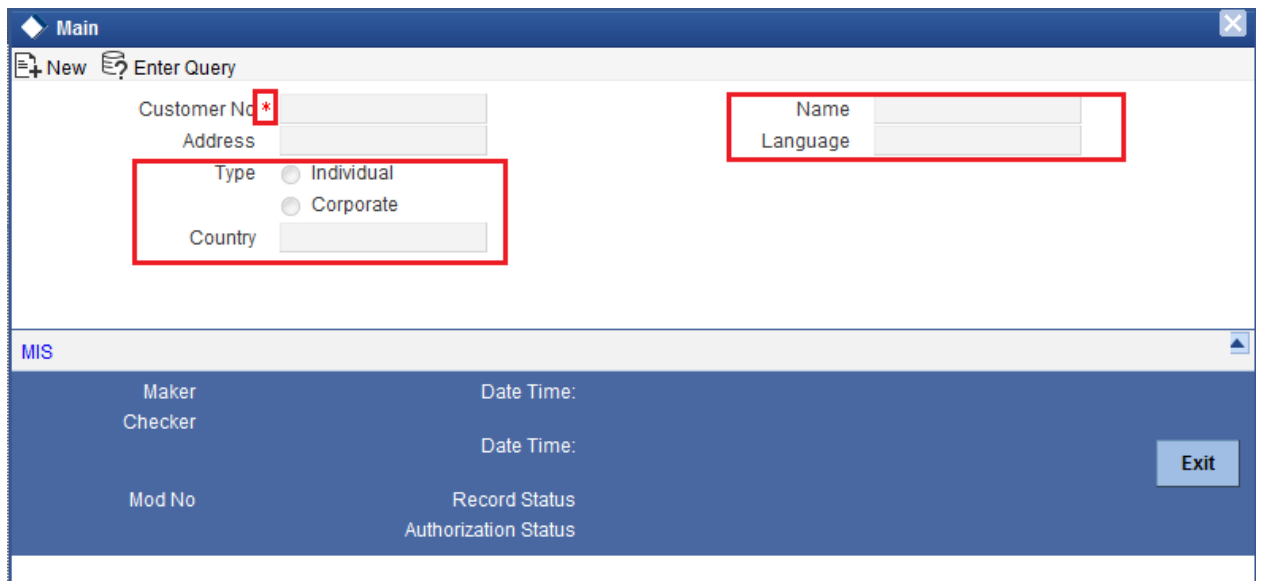 Main
New Enter Query
Customer No * Name
Address Language
Type Individual
Corporate
Country
MIS
Maker Date Time:
Checker
Date Time:
Exit
Mod No Record Status
Authorization Status